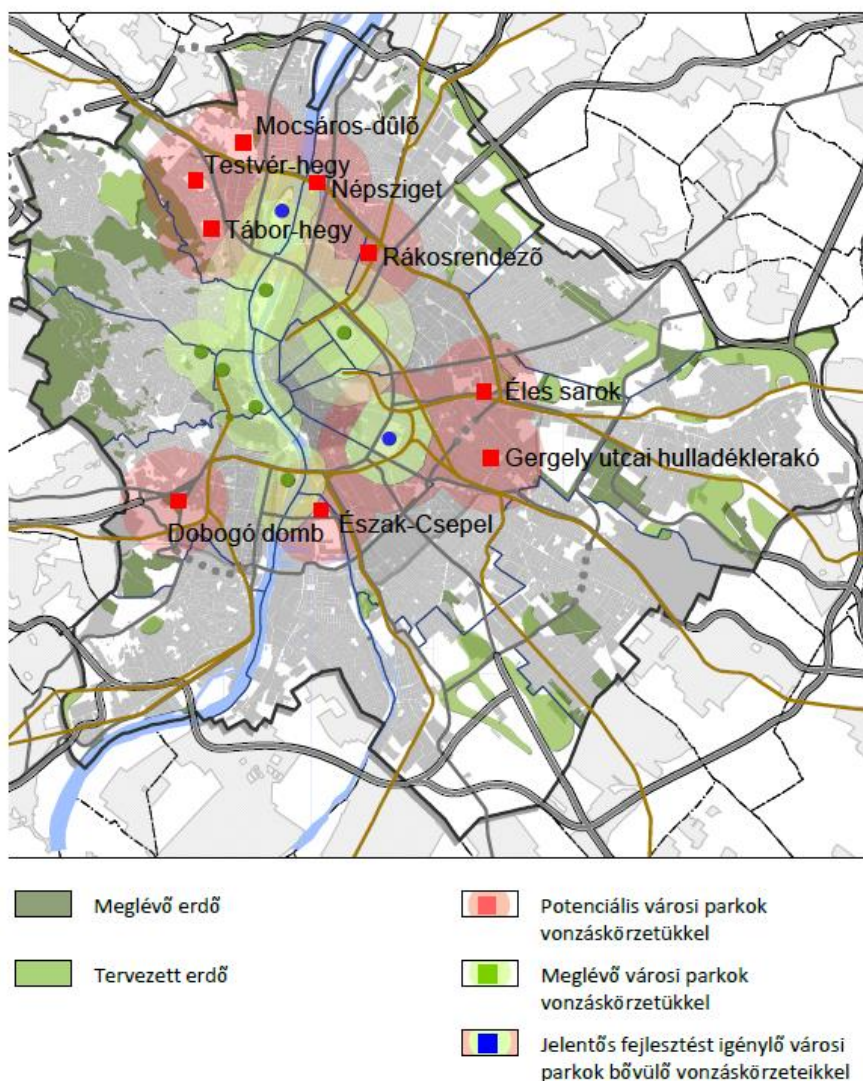 Mocsáros-dűlő
Testvér-hegy
Népsziget
Tábor-hegy
Rákosrendező
Éles sarok
Gergely utcai hulladéklerakó
Észak-Csepel
Dobogó domb
Meglévő erdő
Tervezett erdő
Potenciális városi parkok
vonzáskörzetükkel
Meglévő városi parkok
vonzáskörzetükkel
Jelentős fejlesztést igénylő városi
parkok bővülő vonzáskörzeteikkel